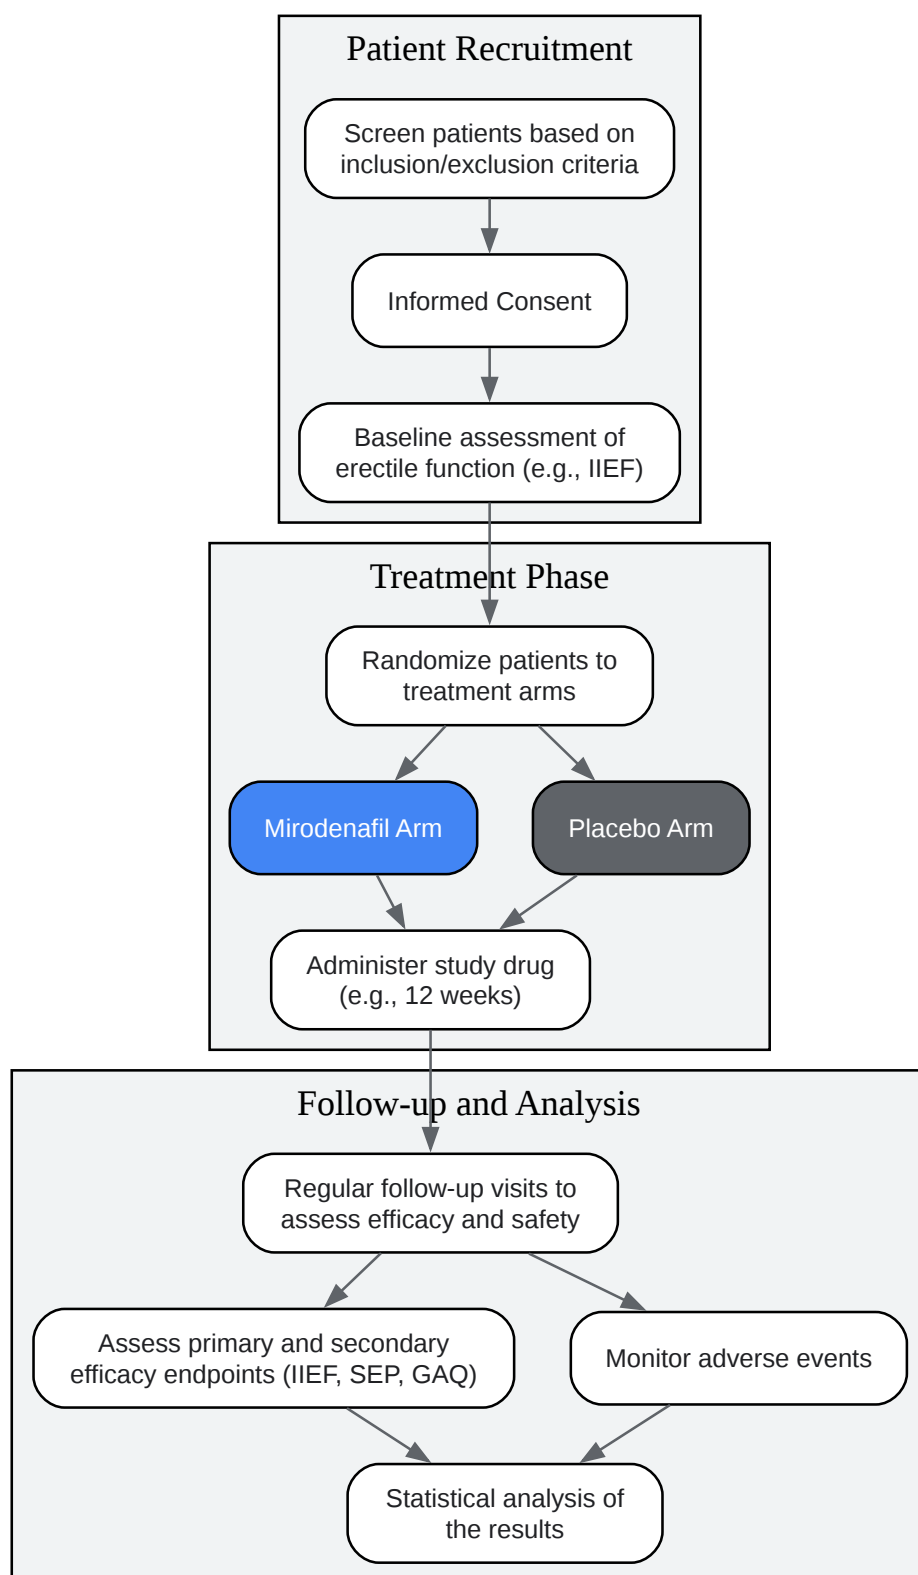 Patient Recruitment
Screen patients based on
inclusion/exclusion criteria
Informed Consent
Baseline assessment of
erectile function (e.g., IIEF)
Treatment Phase
Randomize patients to
treatment arms
Mirodenafil Arm
Placebo Arm
Administer study drug
(e.g., 12 weeks)
Follow-up and Analysis
Regular follow-up visits to
assess efficacy and safety
Assess primary and secondary
efficacy endpoints (IIEF, SEP, GAQ)
Monitor adverse events
Statistical analysis of
the results